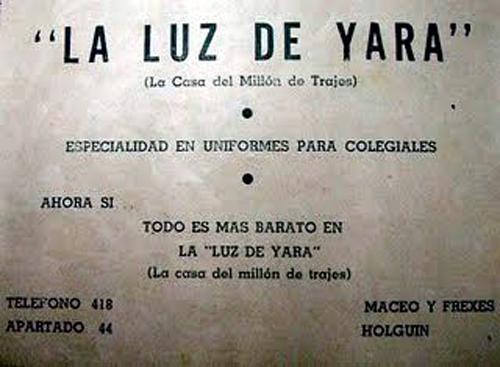 "LA LUZ DE YARA"
(La Casa del Millón de Trajes)
ESPECIALIDAD EN UNIFORMES PARA COLEGIALES
AHORA SI
TODO ES MAS BARATO EN
LA "LUZ DE YARA"
(La casa del millón de trajes)
TELEFONO 418
APARTADO 44
MACEO Y FREXES
HOLGUIN